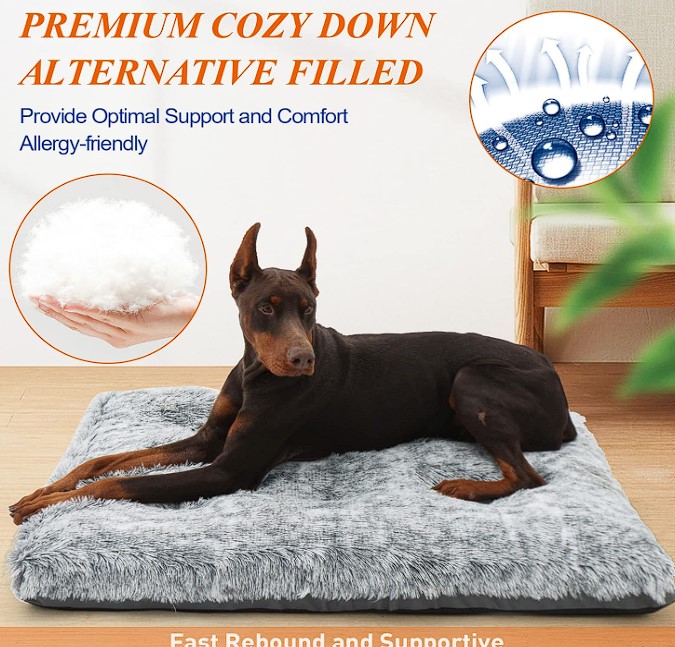 PREMIUM COZY DOWN
ALTERNATIVE FILLED
Provide Optimal Support and Comfort
Allergy-friendly
Fast Rebound and Supportive